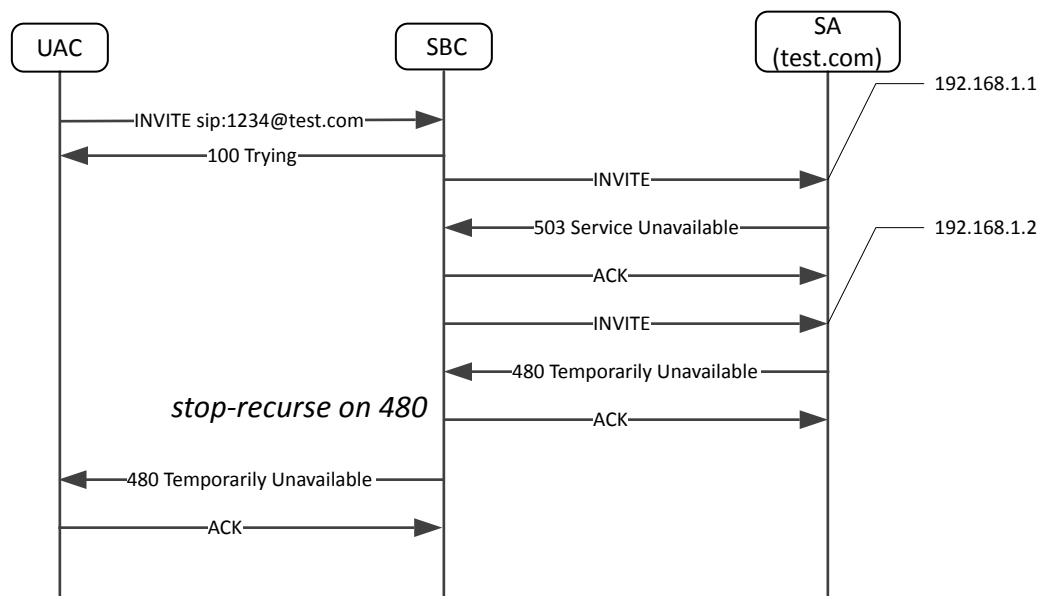 UAC
SBC
SA
(test.com)
192.168.1.1
INVITE sip:1234@test.com
100 Trying
INVITE
503 Service Unavailable
192.168.1.2
ACK
INVITE
480 Temporarily Unavailable
stop-recurse on 480
ACK
480 Temporarily Unavailable
ACK